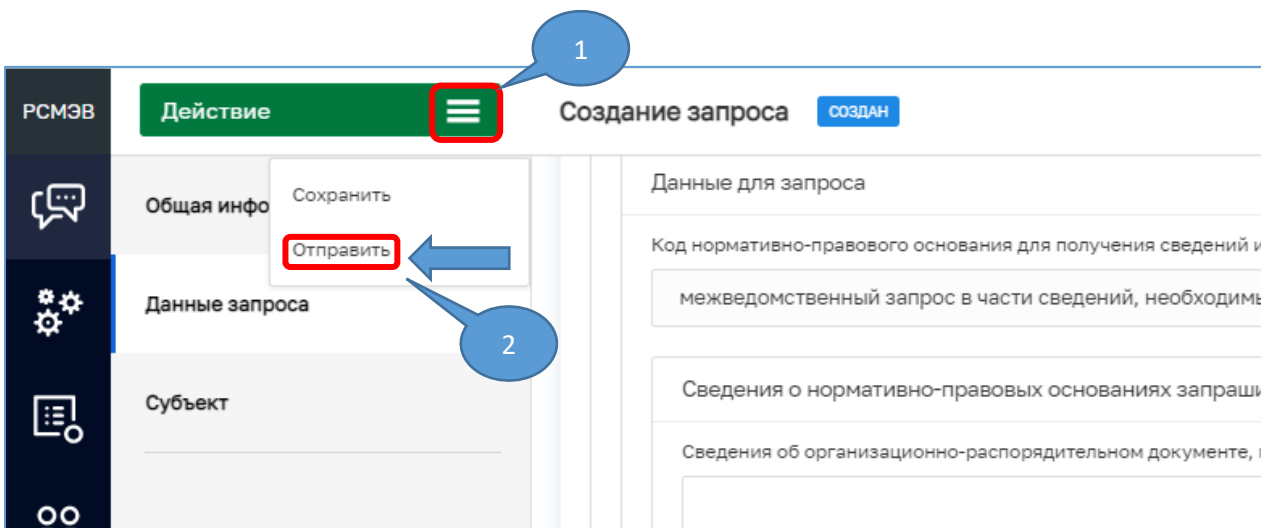 1
РСМЭВ
Действие
Создание запроса
СОЗДАН
Общая инфо
Сохранить
Отправить
2
Данные запроса
Субъект
Данные для запроса
Код нормативно-правового основания для получения сведений и
межведомственный запрос в части сведений, необходимы
Сведения о нормативно-правовых основаниях запраши
Сведения об организационно-распорядительном документе,